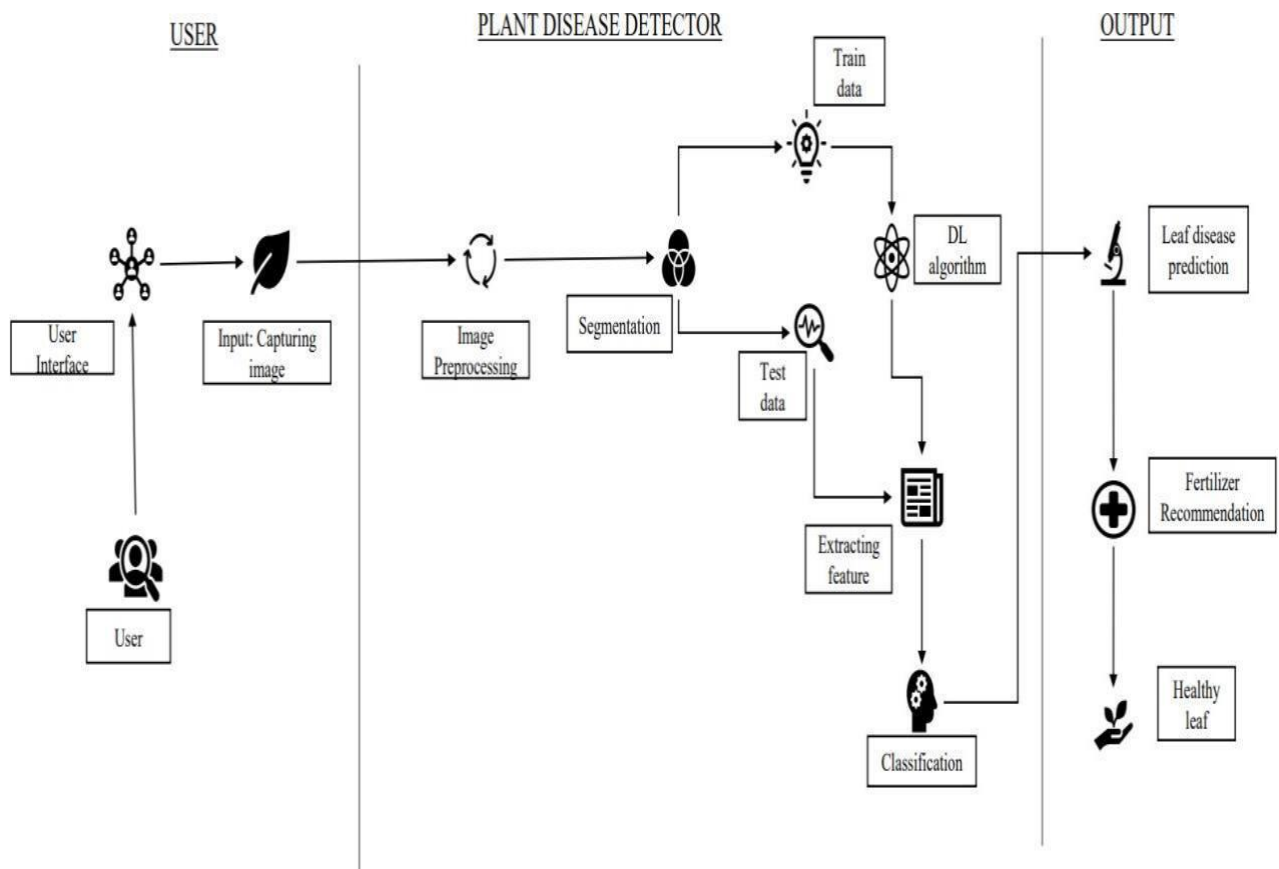 USER
PLANT DISEASE DETECTOR
OUTPUT
Train
data
DL
algorithm
Leaf disease
prediction
User
Interface
Input: Capturing
image
Image
Preprocessing
Segmentation
Test
data
Extracting
feature
Fertilizer
Recommendation
User
Classification
Healthy
leaf